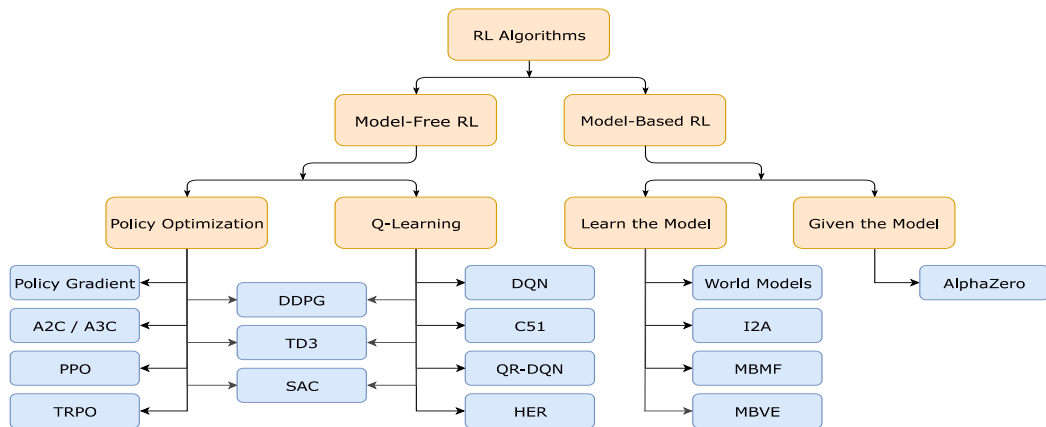 RL Algorithms
Model-Free RL
Model-Based RL
Policy Optimization
Q-Learning
Learn the Model
Given the Model
Policy Gradient
DDPG
DQN
World Models
AlphaZero
A2C / A3C
TD3
C51
I2A
PPO
SAC
QR-DQN
MBMF
TRPO
HER
MBVE